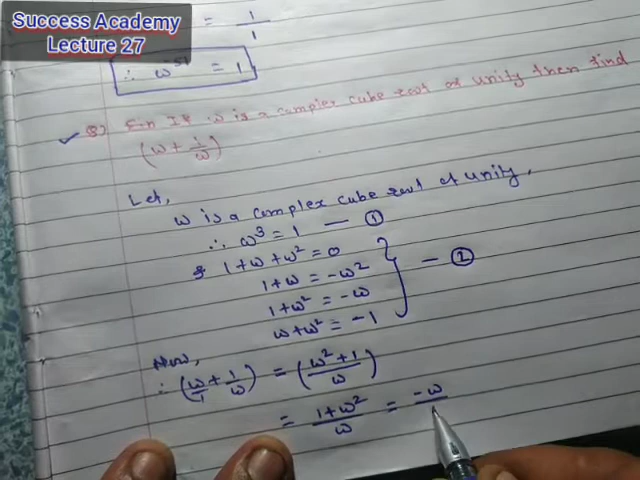 Success Academy
Lecture 27
= 1/1
∴ ω⁻⁵¹ = 1
Q) If ω is a complex cube root of unity then find
(ω + 1/ω)
Let,
ω is a complex cube root of unity,
∴ ω³ = 1 — ①
& 1+ω+ω² = 0
1+ω = -ω²
1+ω² = -ω
ω+ω² = -1
} — ②
Now,
∴ (ω/1 + 1/ω) = (ω²+1/ω)
= 1+ω²/ω = -ω/